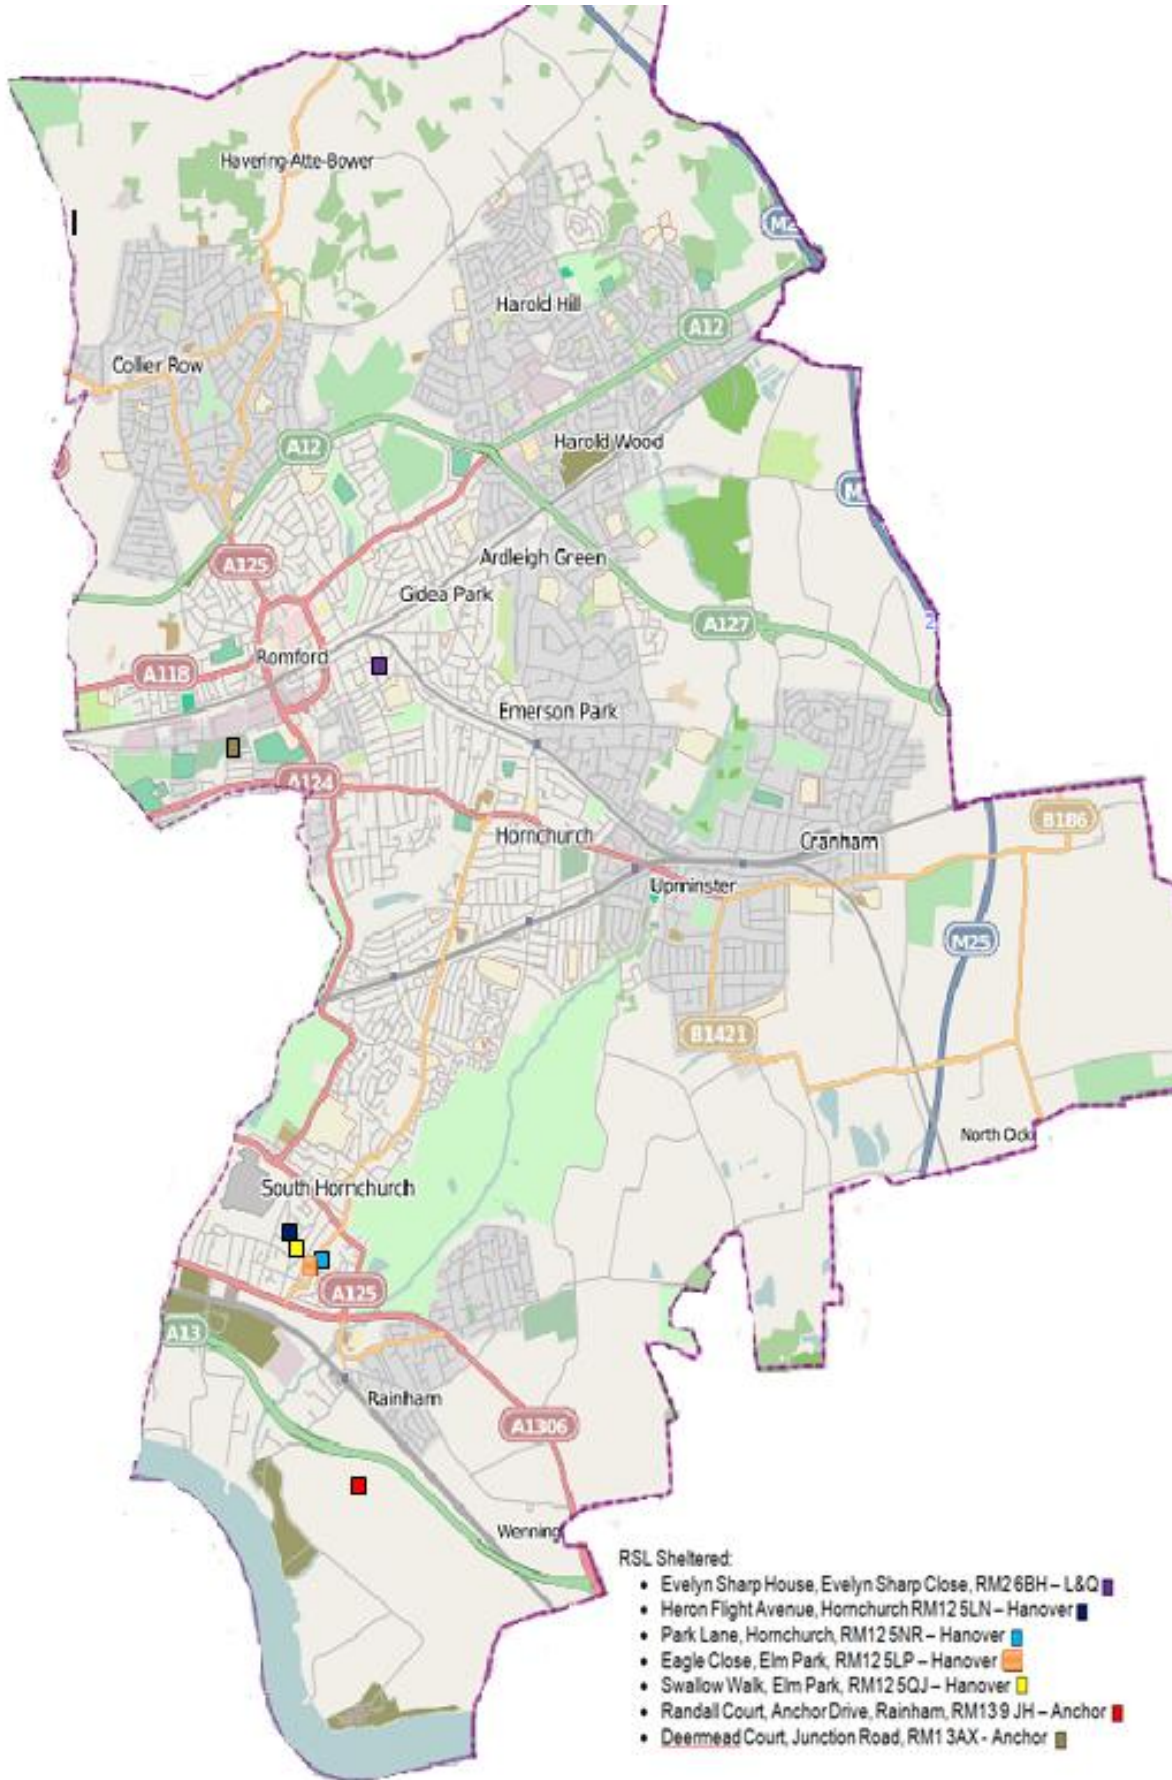 Havering-Atte-Bower
Harold Hill
A12
Collier Row
A12
Harold Wood
Ardleigh Green
A125
Gidea Park
A127
Romford
A118
Emerson Park
A124
Hornchurch
Cranham
B186
Upminster
M25
B1421
North Ock
South Hornchurch
A125
A13
Rainham
A1306
Wenning
RSL Sheltered:
• Evelyn Sharp House, Evelyn Sharp Close, RM2 6BH – L&Q
• Heron Flight Avenue, Hornchurch RM12 5LN – Hanover
• Park Lane, Hornchurch, RM12 5NR – Hanover
• Eagle Close, Elm Park, RM12 5LP – Hanover
• Swallow Walk, Elm Park, RM12 5QJ – Hanover
• Randall Court, Anchor Drive, Rainham, RM13 9 JH – Anchor
• Deermead Court, Junction Road, RM1 3AX - Anchor